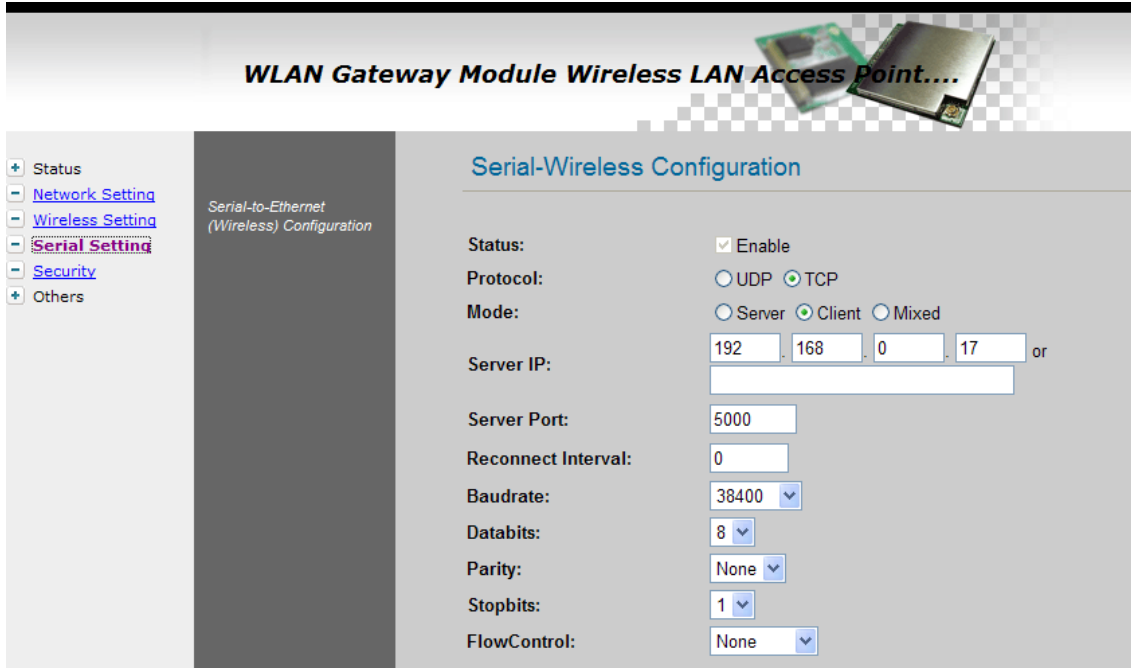 WLAN Gateway Module Wireless LAN Access Point....
Status
Network Setting
Wireless Setting
Serial Setting
Security
Others
Serial-to-Ethernet
(Wireless) Configuration
Serial-Wireless Configuration
Status: Enable
Protocol: UDP TCP
Mode: Server Client Mixed
Server IP: 192 . 168 . 0 . 17 or
Server Port: 5000
Reconnect Interval: 0
Baudrate: 38400
Databits: 8
Parity: None
Stopbits: 1
FlowControl: None